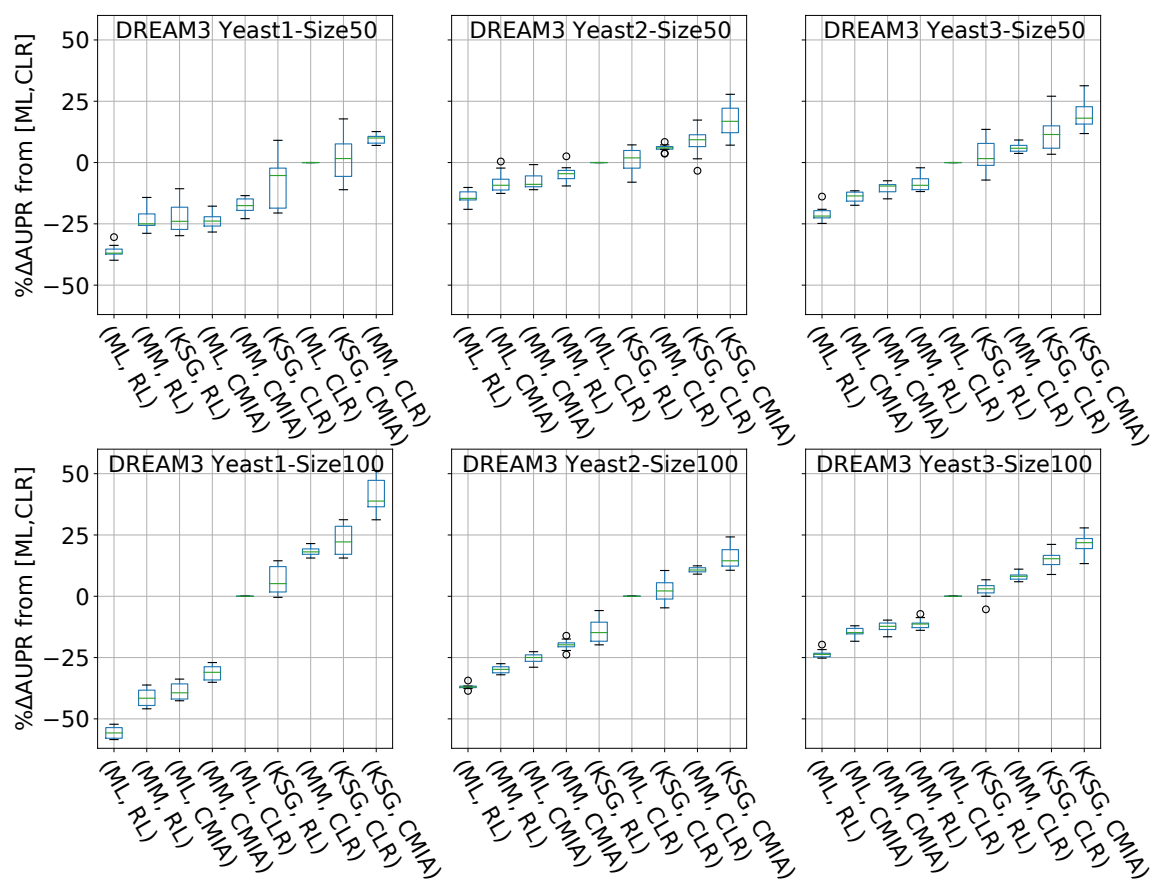 DREAM3 Yeast1-Size50
DREAM3 Yeast2-Size50
DREAM3 Yeast3-Size50
%ΔAUPR from [ML,CLR]
50
25
0
−25
−50
(ML, RL)
(MM, RL)
(KSG, RL)
(ML, CMIA)
(MM, CMIA)
(KSG, CLR)
(ML, CLR)
(KSG, CMIA)
(MM, CLR)
(ML, RL)
(ML, CMIA)
(MM, CMIA)
(MM, RL)
(ML, CLR)
(KSG, RL)
(MM, CLR)
(KSG, CLR)
(KSG, CMIA)
(ML, RL)
(ML, CMIA)
(MM, CMIA)
(MM, RL)
(ML, CLR)
(KSG, RL)
(MM, CLR)
(KSG, CLR)
(KSG, CMIA)
DREAM3 Yeast1-Size100
DREAM3 Yeast2-Size100
DREAM3 Yeast3-Size100
%ΔAUPR from [ML,CLR]
50
25
0
−25
−50
(ML, RL)
(MM, RL)
(ML, CMIA)
(MM, CMIA)
(ML, CLR)
(KSG, RL)
(MM, CLR)
(KSG, CLR)
(KSG, CMIA)
(ML, RL)
(MM, RL)
(ML, CMIA)
(MM, CMIA)
(KSG, RL)
(ML, CLR)
(KSG, CLR)
(MM, CLR)
(KSG, CMIA)
(ML, RL)
(ML, CMIA)
(MM, RL)
(MM, CMIA)
(ML, CLR)
(KSG, RL)
(MM, CLR)
(KSG, CLR)
(KSG, CMIA)